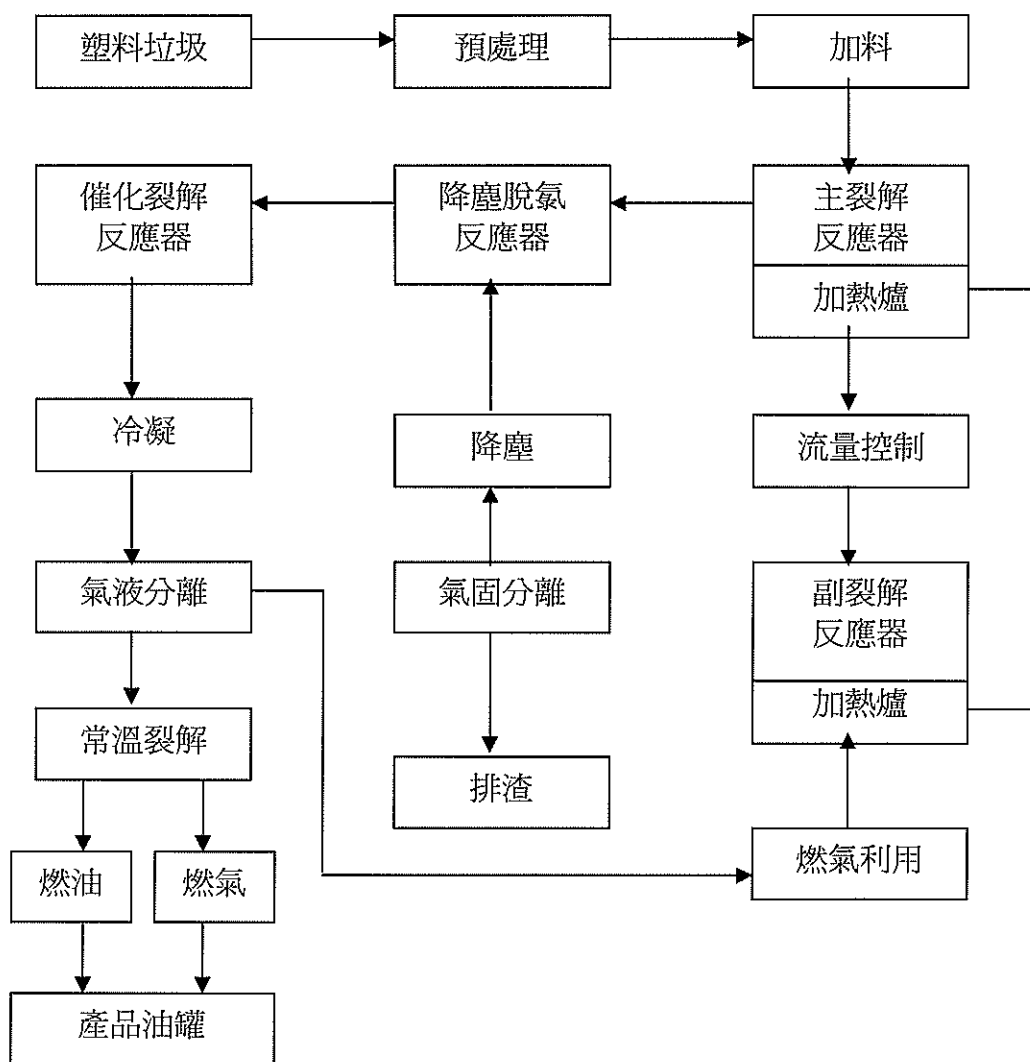 塑料垃圾
預處理
加料
催化裂解
反應器
降塵脫氯
反應器
主裂解
反應器
加熱爐
冷凝
降塵
流量控制
氣液分離
氣固分離
副裂解
反應器
加熱爐
常溫裂解
排渣
燃油
燃氣
燃氣利用
產品油罐